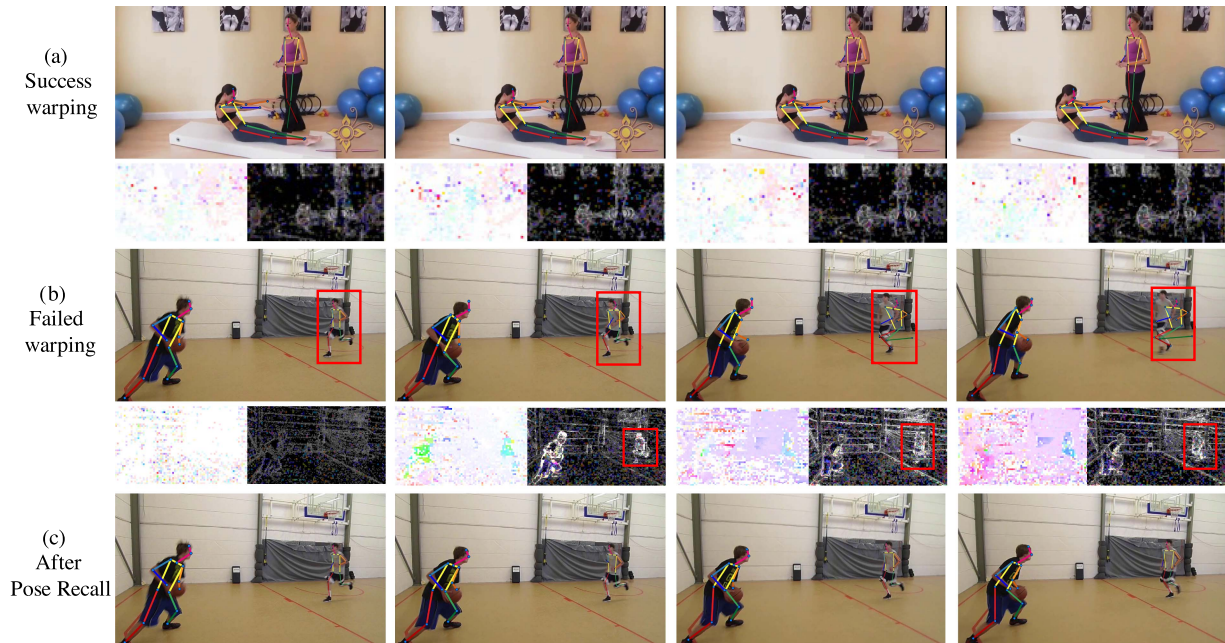 (a)
Success
warping
(b)
Failed
warping
(c)
After
Pose Recall